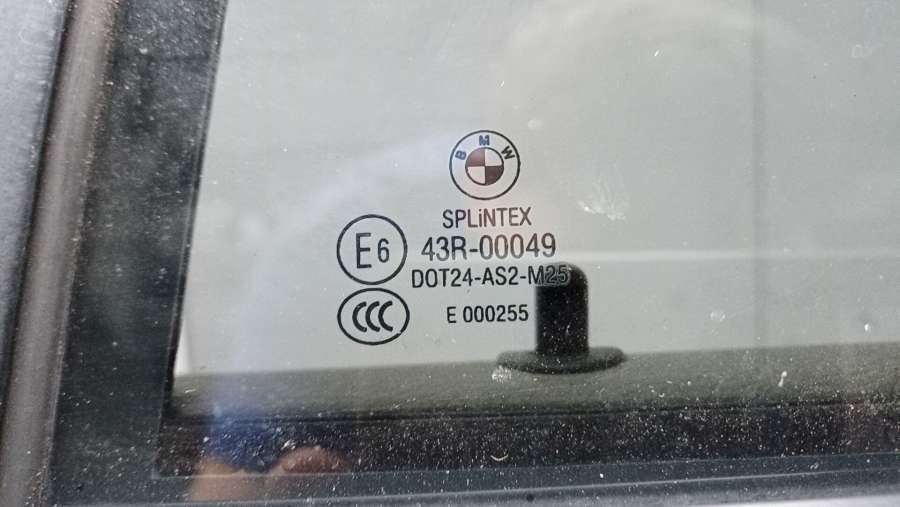 BMW
SPLiNTEX
E6 43R-00049
DOT24-AS2-M25
CCC E 000255